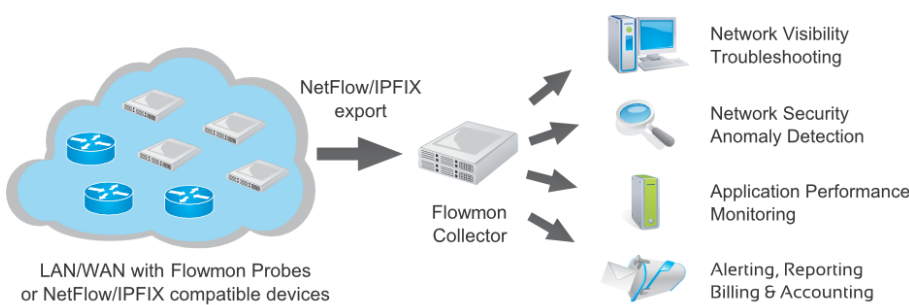 NetFlow/IPFIX
export
LAN/WAN with Flowmon Probes
or NetFlow/IPFIX compatible devices
Flowmon
Collector
Network Visibility
Troubleshooting
Network Security
Anomaly Detection
Application Performance
Monitoring
Alerting, Reporting
Billing & Accounting